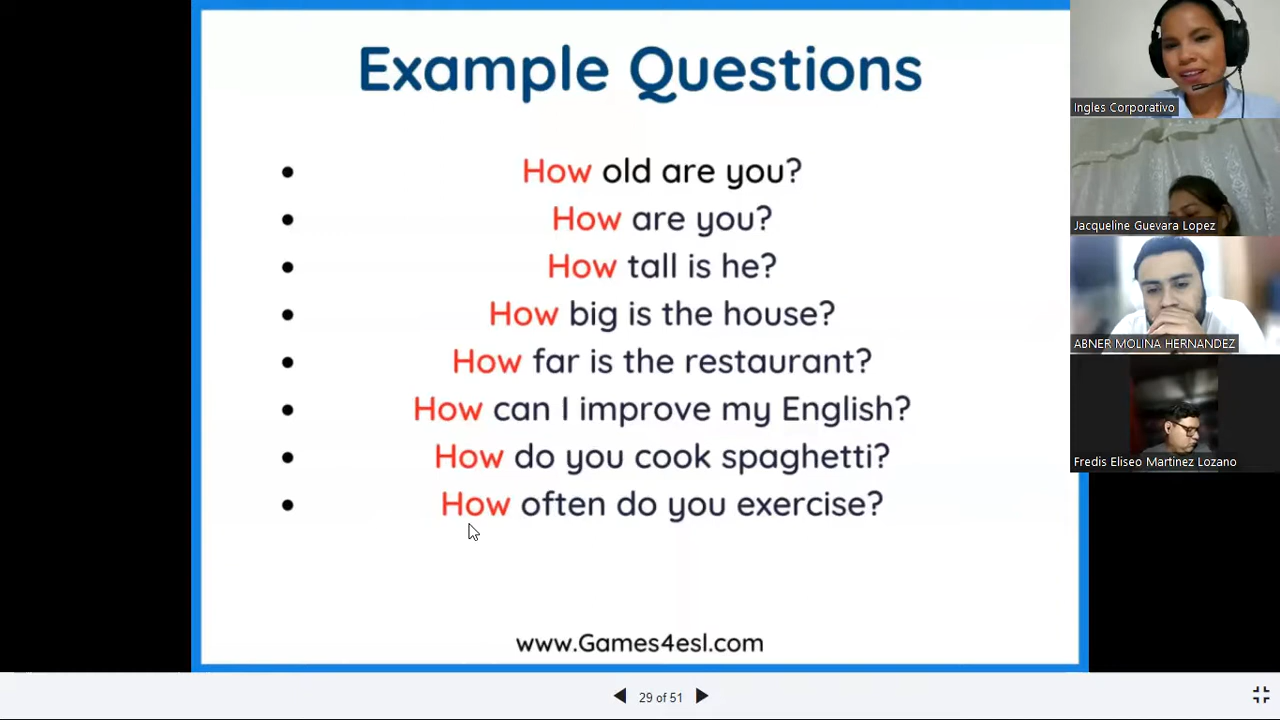 Example Questions
How old are you?
How are you?
How tall is he?
How big is the house?
How far is the restaurant?
How can I improve my English?
How do you cook spaghetti?
How often do you exercise?
www.Games4esl.com
29 of 51
Ingles Corporativo
Jacqueline Guevara Lopez
ABNER MOLINA HERNANDEZ
Fredis Eliseo Martinez Lozano